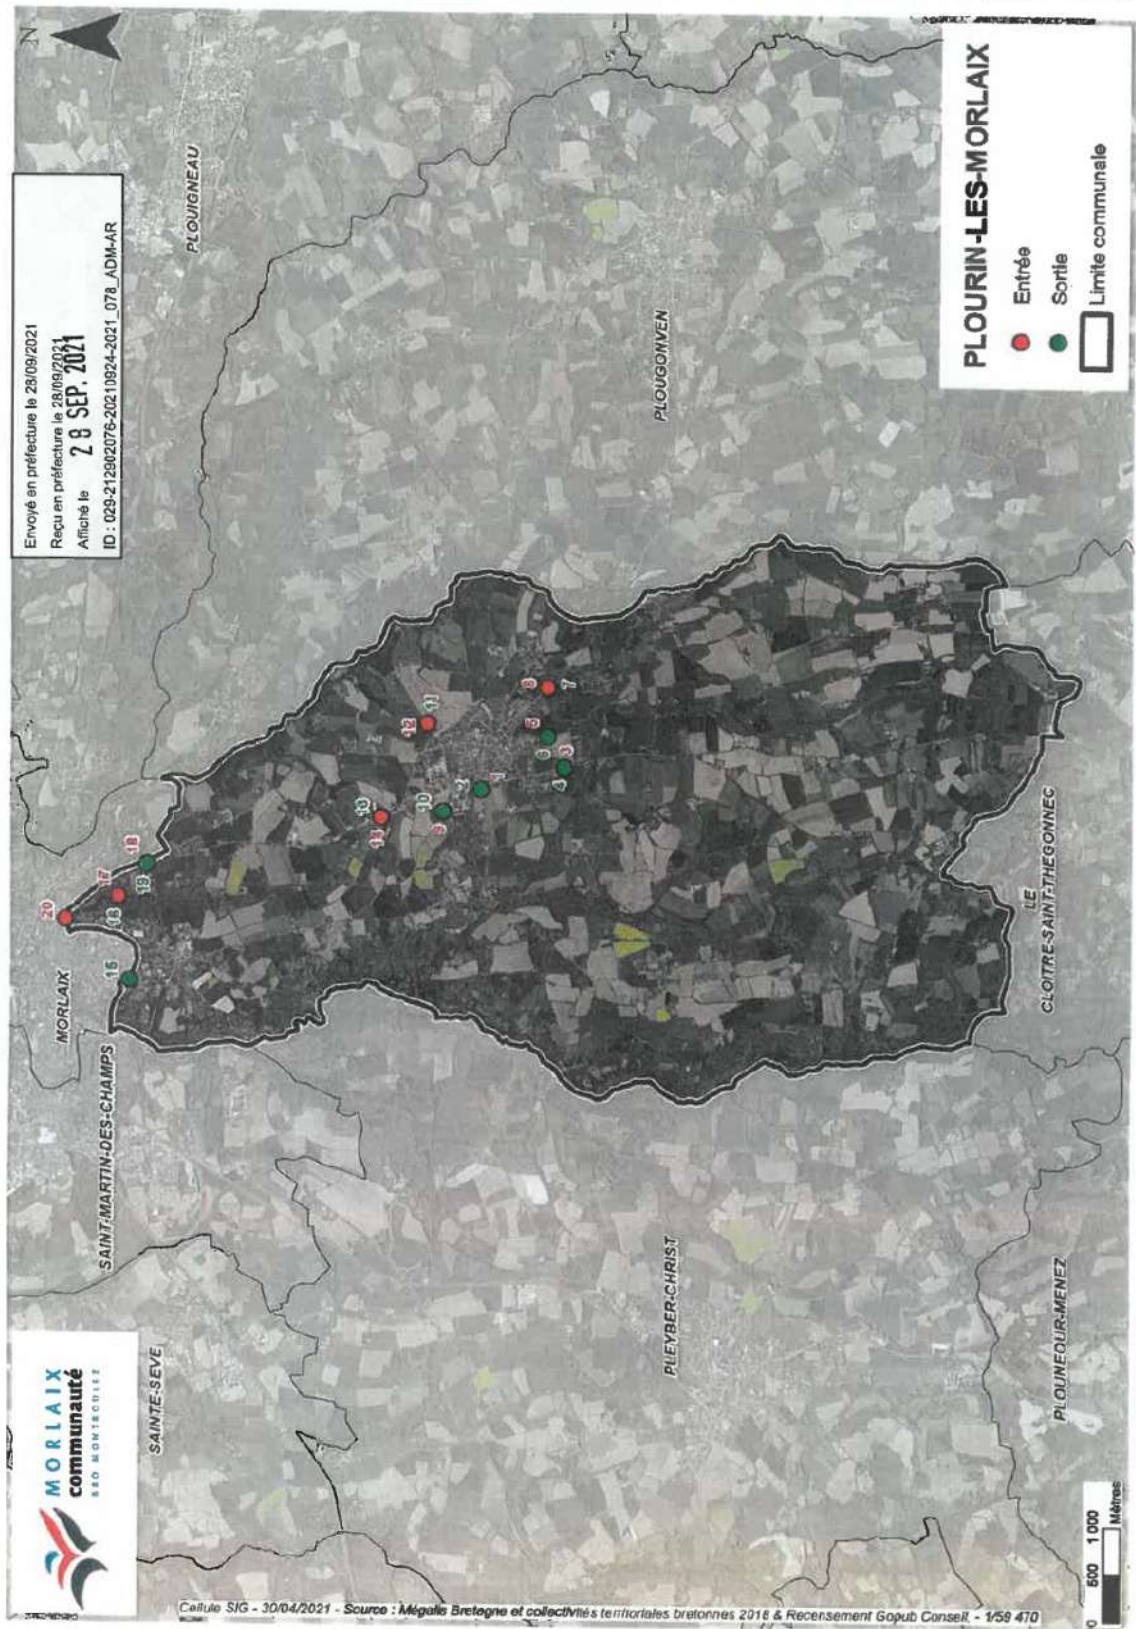 MORLAIX
communauté
BRO MONTROULEZ
Envoyé en préfecture le 28/09/2021
Reçu en préfecture le 28/09/2021
Affiché le 28 SEP. 2021
ID : 029-212902076-20210924-2021_078_ADM-AR
N
SAINTE-SEVE
SAINT-MARTIN-DES-CHAMPS
MORLAIX
PLOUIGNEAU
20
17
18
19
15
13
12
11
10
9
2
1
8
7
5
6
3
4
PLEYBER-CHRIST
PLOUGONVEN
PLOUNEOUR-MENEZ
LE
CLOITRE-SAINT-THEGONNEC
PLOURIN-LES-MORLAIX
Entrée
Sortie
Limite communale
0 500 1 000
Mètres
Cellule SIG - 30/04/2021 - Source : Mégalis Bretagne et collectivités territoriales bretonnes 2018 & Recensement Gopub Conseil, - 1/59 470